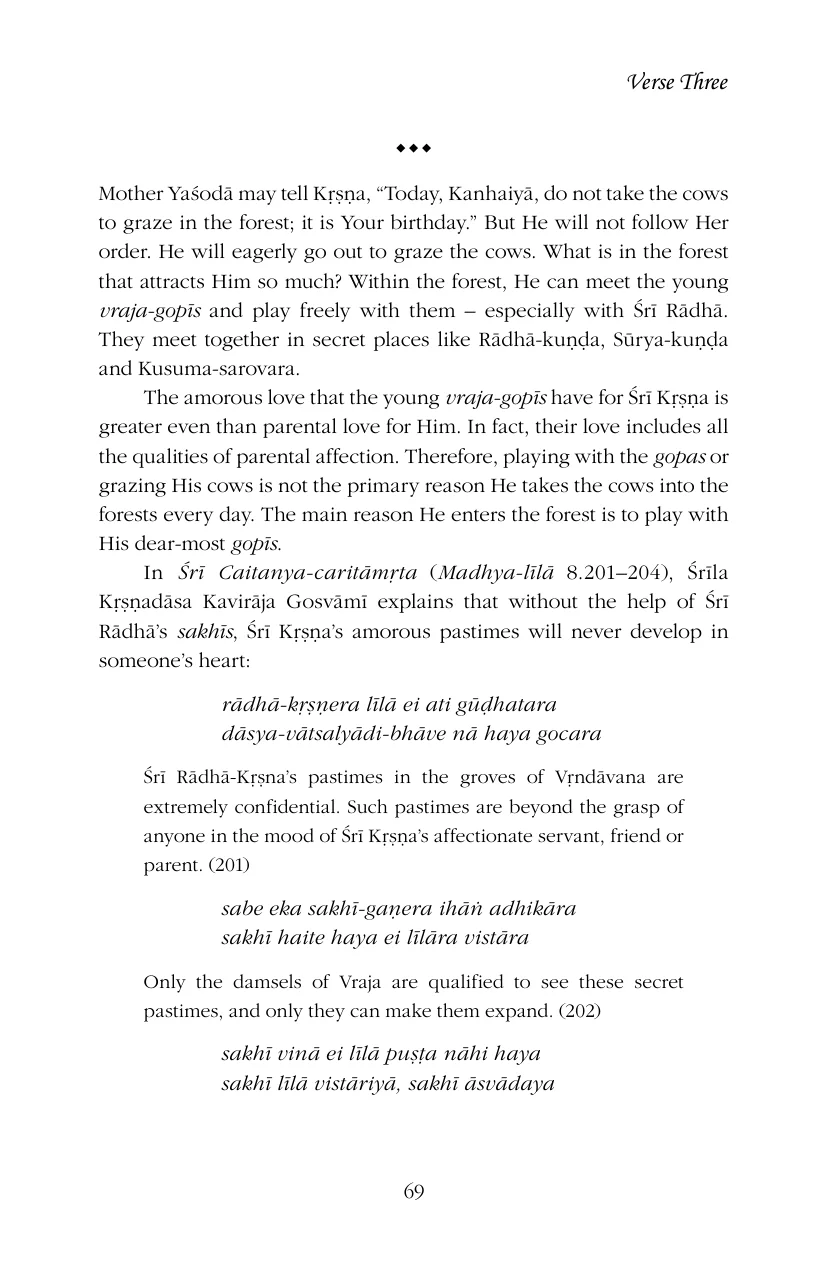 Verse Three
◆◆◆
Mother Yaśodā may tell Kṛṣṇa, “Today, Kanhaiyā, do not take the cows
to graze in the forest; it is Your birthday.” But He will not follow Her
order. He will eagerly go out to graze the cows. What is in the forest
that attracts Him so much? Within the forest, He can meet the young
vraja-gopīs and play freely with them – especially with Śrī Rādhā.
They meet together in secret places like Rādhā-kuṇḍa, Sūrya-kuṇḍa
and Kusuma-sarovara.
The amorous love that the young vraja-gopīs have for Śrī Kṛṣṇa is
greater even than parental love for Him. In fact, their love includes all
the qualities of parental affection. Therefore, playing with the gopas or
grazing His cows is not the primary reason He takes the cows into the
forests every day. The main reason He enters the forest is to play with
His dear-most gopīs.
In Śrī Caitanya-caritāmṛta (Madhya-līlā 8.201–204), Śrīla
Kṛṣṇadāsa Kavirāja Gosvāmī explains that without the help of Śrī
Rādhā’s sakhīs, Śrī Kṛṣṇa’s amorous pastimes will never develop in
someone’s heart:
rādhā-kṛṣṇera līlā ei ati gūḍhatara
dāsya-vātsalyādi-bhāve nā haya gocara
Śrī Rādhā-Kṛṣṇa’s pastimes in the groves of Vṛndāvana are
extremely confidential. Such pastimes are beyond the grasp of
anyone in the mood of Śrī Kṛṣṇa’s affectionate servant, friend or
parent. (201)
sabe eka sakhī-gaṇera ihāṅ adhikāra
sakhī haite haya ei līlāra vistāra
Only the damsels of Vraja are qualified to see these secret
pastimes, and only they can make them expand. (202)
sakhī vinā ei līlā puṣṭa nāhi haya
sakhī līlā vistāriyā, sakhī āsvādaya
69